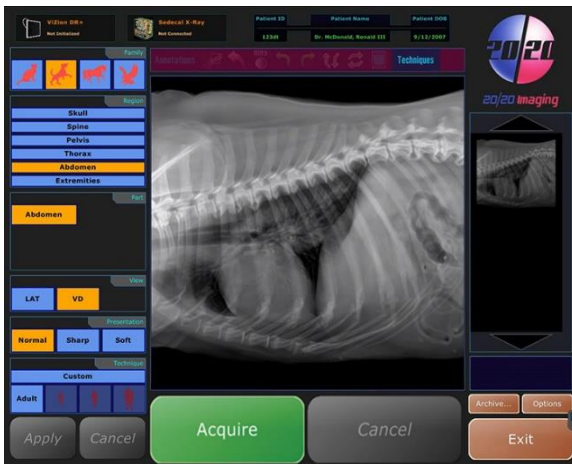 ViZion DR+
Not Initialized
Sedecal X-Ray
Not Connected
Patient ID
Patient Name
Patient DOB
123dt
Dr. McDonald, Ronald III
9/12/2007
Family
Annotations
Techniques
20/20
20/20 Imaging
Region
Skull
Spine
Pelvis
Thorax
Abdomen
Extremities
Part
Abdomen
View
LAT
VD
Presentation
Normal
Sharp
Soft
Technique
Custom
Adult
Apply
Cancel
Acquire
Cancel
Archive...
Options
Exit